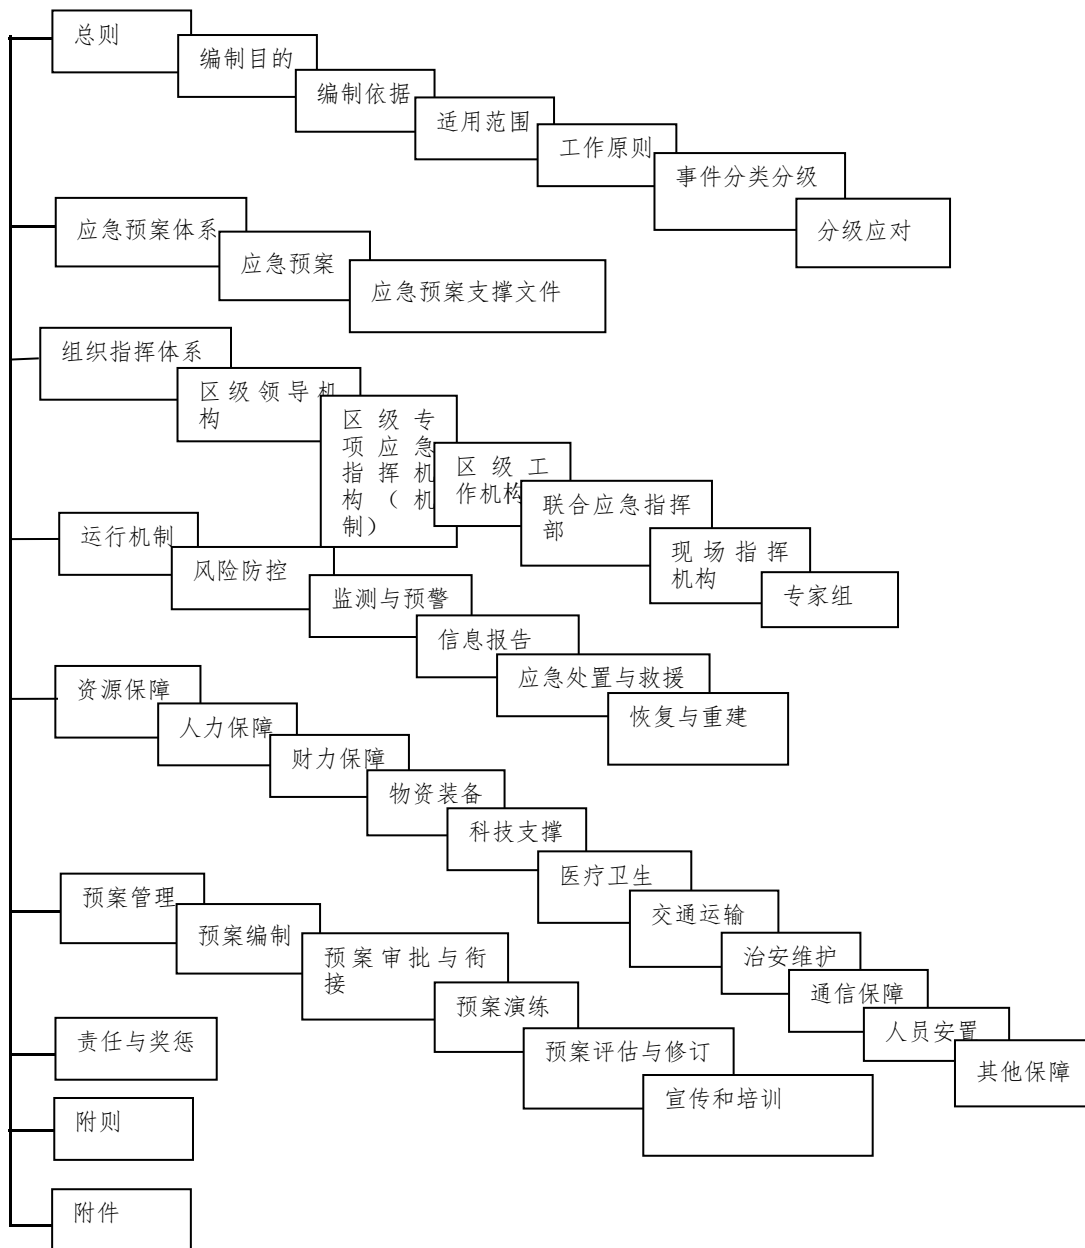 总则
编制目的
编制依据
适用范围
工作原则
事件分类分级
分级应对
应急预案体系
应急预案
应急预案支撑文件
组织指挥体系
区级领导机
构
区级专
项应急
指挥机
构（机
制）
区级工
作机构
联合应急指挥
部
现场指挥
机构
专家组
运行机制
风险防控
监测与预警
信息报告
应急处置与救援
恢复与重建
资源保障
人力保障
财力保障
物资装备
科技支撑
医疗卫生
交通运输
治安维护
通信保障
人员安置
其他保障
预案管理
预案编制
预案审批与衔
接
预案演练
预案评估与修订
宣传和培训
责任与奖惩
附则
附件